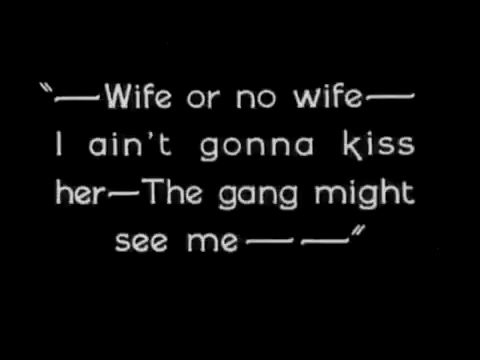 "—Wife or no wife—
I ain't gonna kiss
her—The gang might
see me— —"